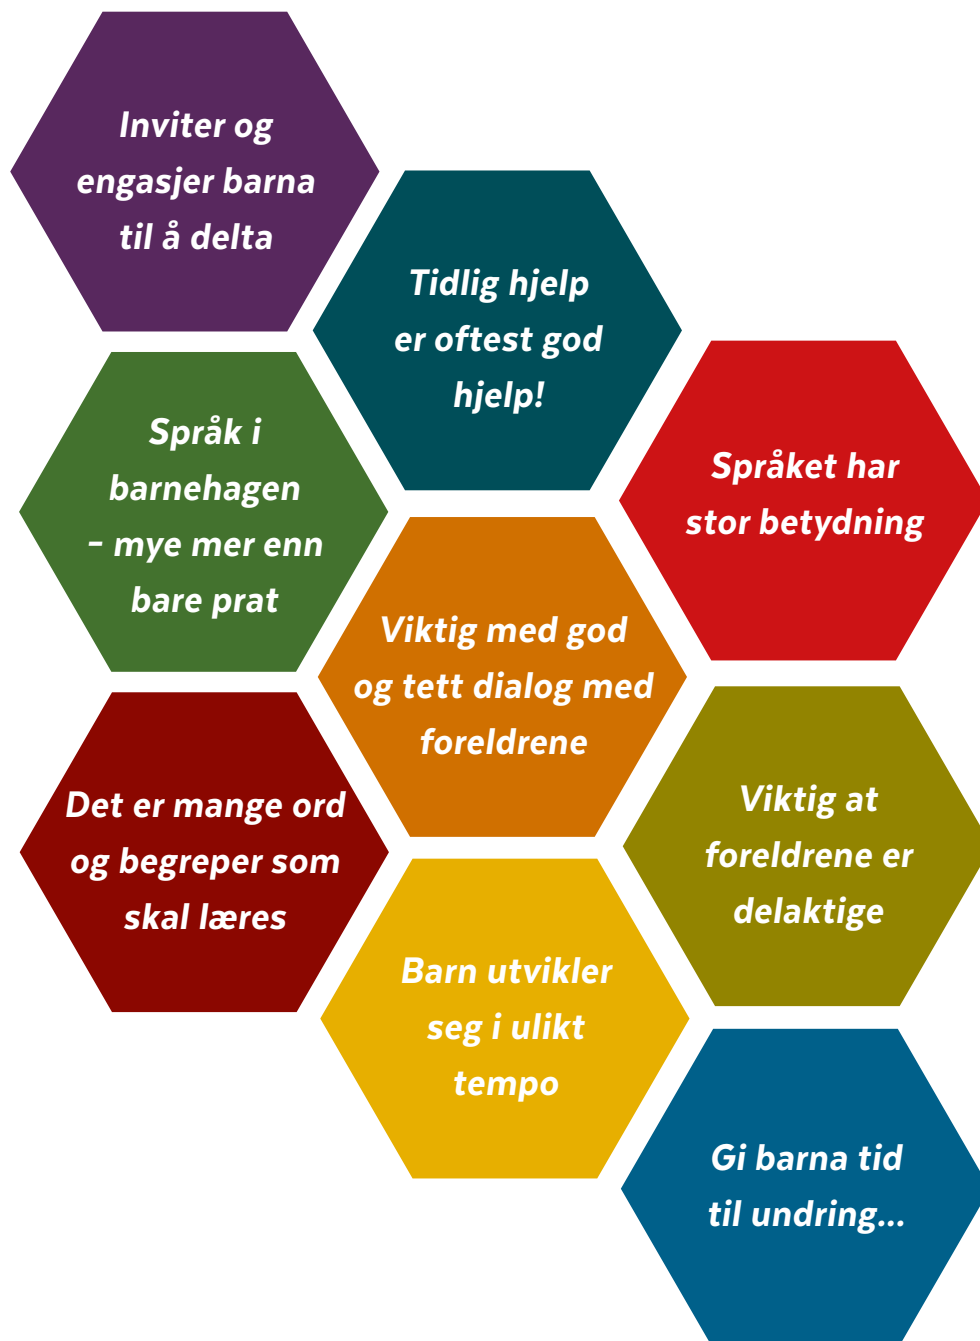 Inviter og
engasjer barna
til å delta
Tidlig hjelp
er oftest god
hjelp!
Språk i
barnehagen
– mye mer enn
bare prat
Språket har
stor betydning
Viktig med god
og tett dialog med
foreldrene
Det er mange ord
og begreper som
skal læres
Viktig at
foreldrene er
delaktige
Barn utvikler
seg i ulikt
tempo
Gi barna tid
til undring...